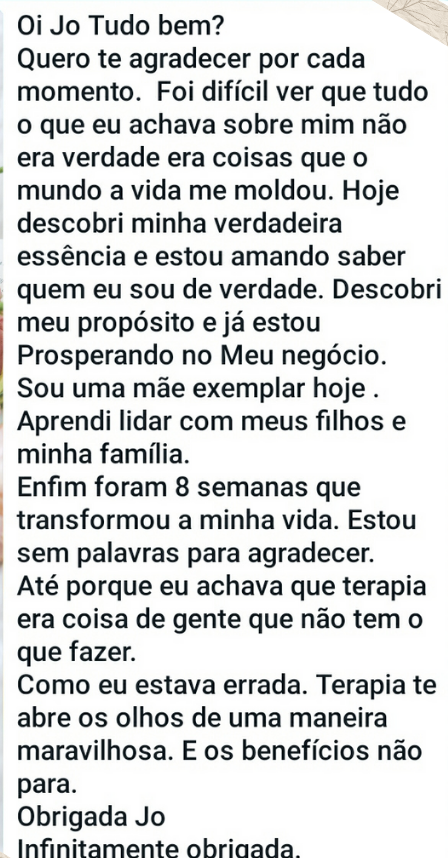 Oi Jo Tudo bem?
Quero te agradecer por cada
momento.  Foi difícil ver que tudo
o que eu achava sobre mim não
era verdade era coisas que o
mundo a vida me moldou. Hoje
descobri minha verdadeira
essência e estou amando saber
quem eu sou de verdade. Descobri
meu propósito e já estou
Prosperando no Meu negócio.
Sou uma mãe exemplar hoje .
Aprendi lidar com meus filhos e
minha família.
Enfim foram 8 semanas que
transformou a minha vida. Estou
sem palavras para agradecer.
Até porque eu achava que terapia
era coisa de gente que não tem o
que fazer.
Como eu estava errada. Terapia te
abre os olhos de uma maneira
maravilhosa. E os benefícios não
para.
Obrigada Jo
Infinitamente obrigada.